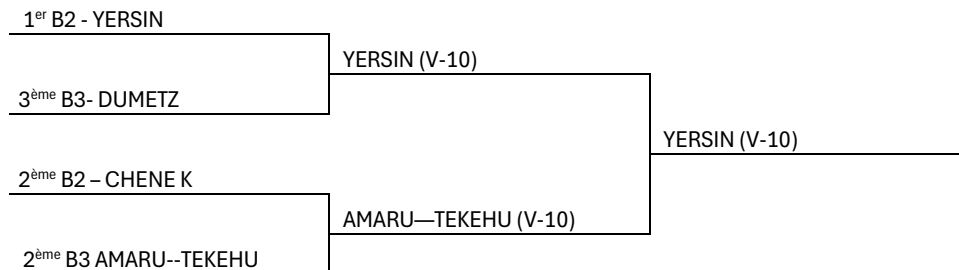 1er B2 - YERSIN
YERSIN (V-10)
3ème B3- DUMETZ
YERSIN (V-10)
2ème B2 – CHENE K
AMARU—TEKEHU (V-10)
2ème B3 AMARU--TEKEHU